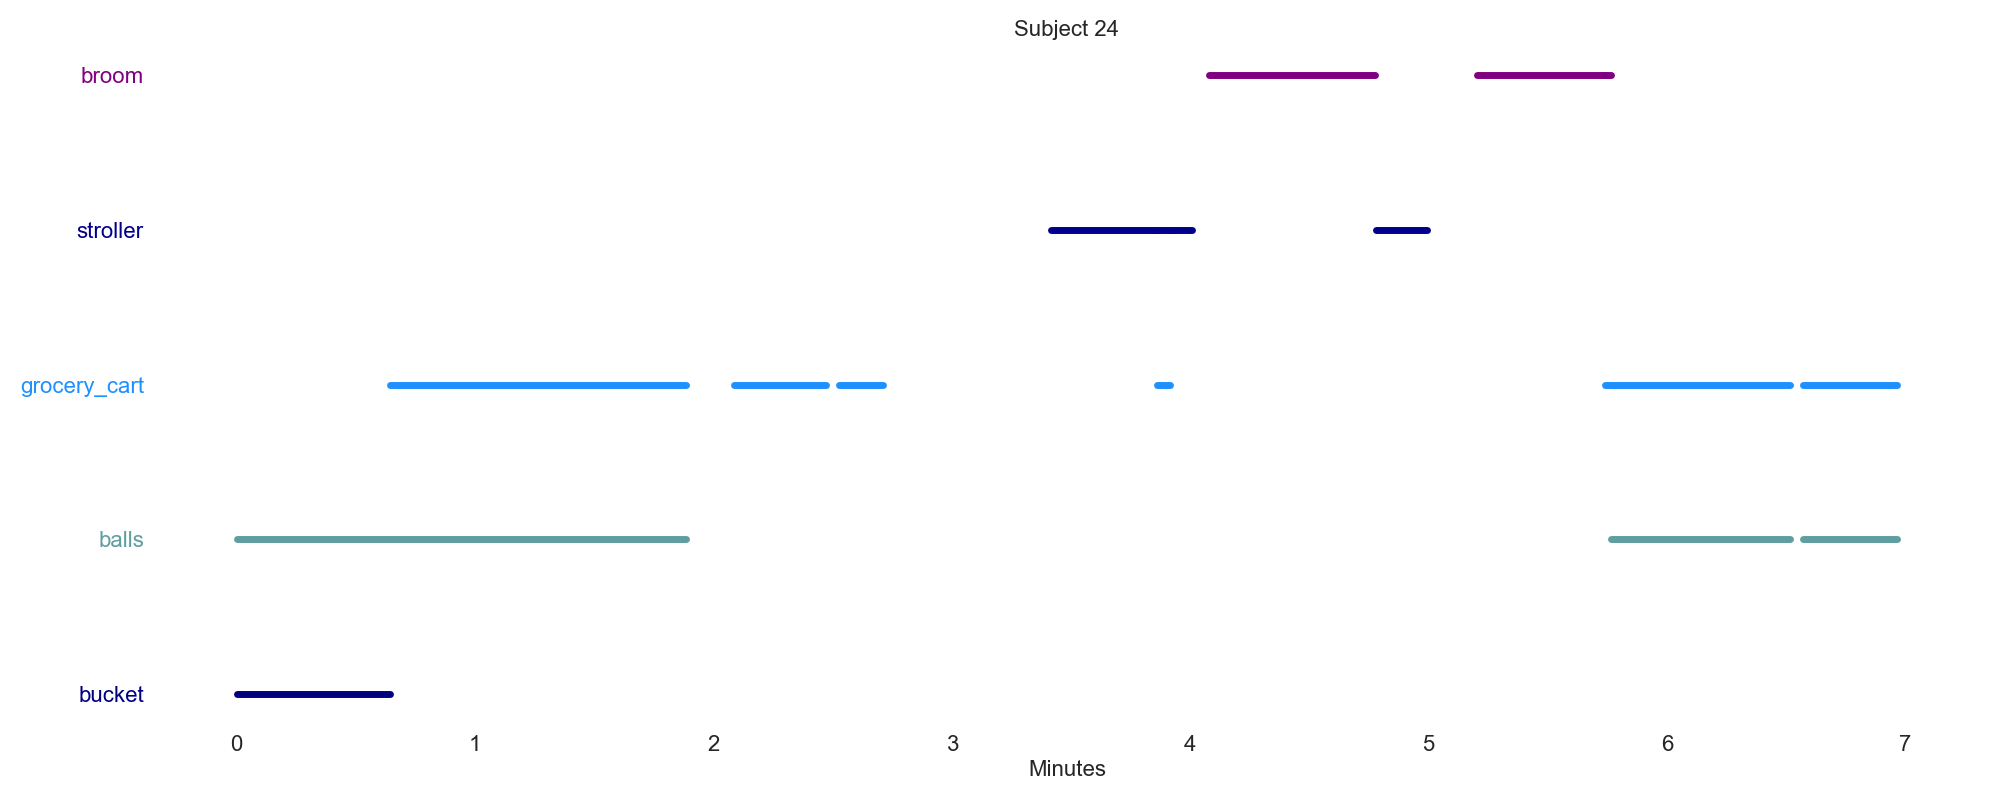 Subject 24
broom
stroller
grocery_cart
balls
bucket
0 1 2 3 4 5 6 7
Minutes